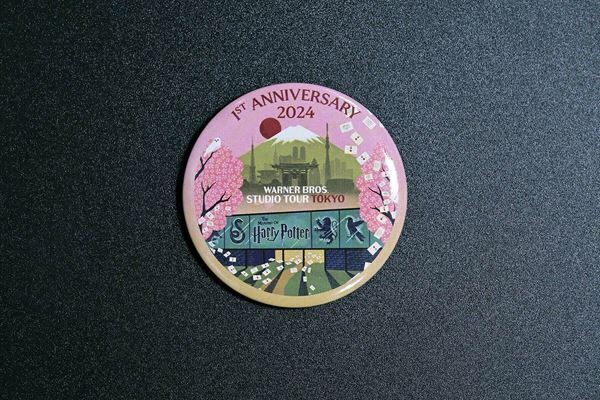 1ST ANNIVERSARY
2024
WARNER BROS.
STUDIO TOUR TOKYO
THE
MAKING OF
Harry Potter